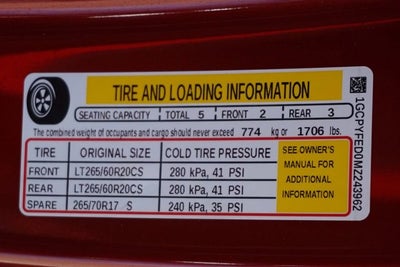 TIRE AND LOADING INFORMATION
SEATING CAPACITY TOTAL 5 FRONT 2 REAR 3
The combined weight of occupants and cargo should never exceed 774 kg or 1706 lbs.
TIRE ORIGINAL SIZE COLD TIRE PRESSURE
FRONT LT265/60R20CS 280 kPa, 41 PSI
REAR LT265/60R20CS 280 kPa, 41 PSI
SPARE 265/70R17 S 240 kPa, 35 PSI
SEE OWNER'S
MANUAL FOR
ADDITIONAL
INFORMATION
1GCPYFED0MZ243962